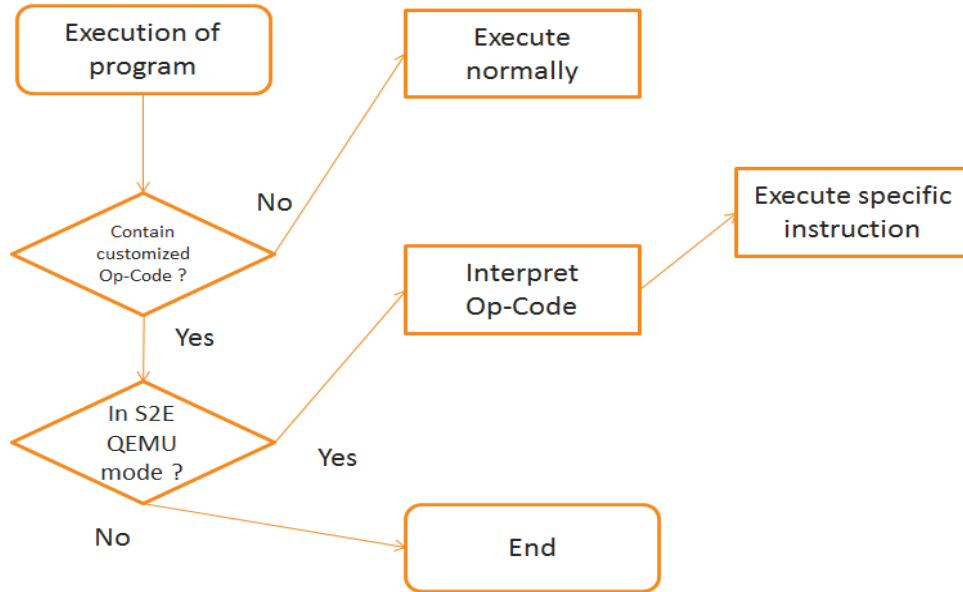 Execution of
program
Execute
normally
No
Contain
customized
Op-Code ?
Execute specific
instruction
Interpret
Op-Code
Yes
In S2E
QEMU
mode ?
Yes
No
End